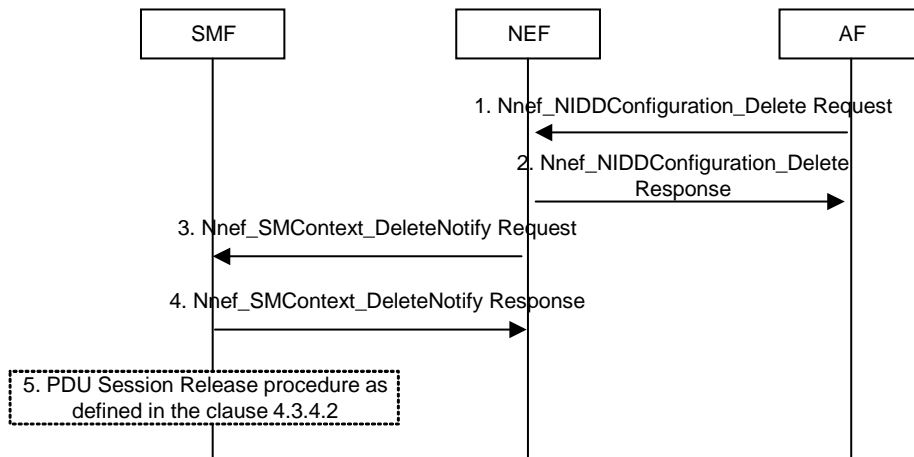 SMF
NEF
AF
1. Nnef_NIDDConfiguration_Delete Request
2. Nnef_NIDDConfiguration_Delete
Response
3. Nnef_SMContext_DeleteNotify Request
4. Nnef_SMContext_DeleteNotify Response
5. PDU Session Release procedure as
defined in the clause 4.3.4.2